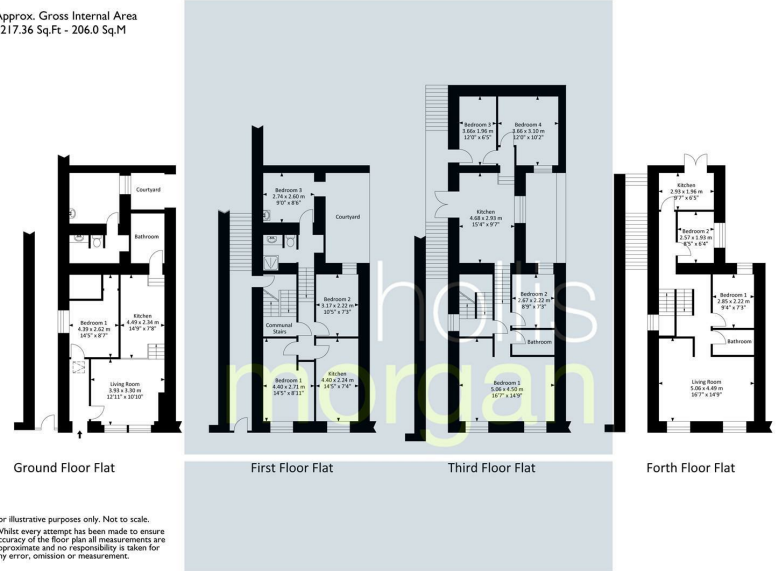 Approx. Gross Internal Area
217.36 Sq.Ft - 206.0 Sq.M
Courtyard
Bathroom
Bedroom 1
4.39 x 2.62 m
14'5" x 8'7"
Kitchen
4.49 x 2.34 m
14'9" x 7'8"
Living Room
3.93 x 3.30 m
12'11" x 10'10"
Ground Floor Flat
Bedroom 3
2.74 x 2.60 m
9'0" x 8'6"
Courtyard
Bedroom 2
3.17 x 2.22 m
10'5" x 7'3"
Communal
Stairs
Bedroom 1
4.40 x 2.71 m
14'5" x 8'11"
Kitchen
4.40 x 2.24 m
14'5" x 7'4"
First Floor Flat
Bedroom 3
3.66x 1.96 m
12'0" x 6'5"
Bedroom 4
3.66 x 3.10 m
12'0" x 10'2"
Kitchen
4.68 x 2.93 m
15'4" x 9'7"
Bedroom 2
2.67 x 2.22 m
8'9" x 7'3"
Bathroom
Bedroom 1
5.06 x 4.50 m
16'7" x 14'9"
Third Floor Flat
Kitchen
2.93 x 1.96 m
9'7" x 6'5"
Bedroom 2
2.57 x 1.93 m
8'5" x 6'4"
Bedroom 1
2.85 x 2.22 m
9'4" x 7'3"
Bathroom
Living Room
5.06 x 4.49 m
16'7" x 14'9"
Forth Floor Flat
hollis
morgan
or illustrative purposes only. Not to scale.
Whilst every attempt has been made to ensure
ccuracy of the floor plan all measurements are
pproximate and no responsibility is taken for
ny error, omission or measurement.